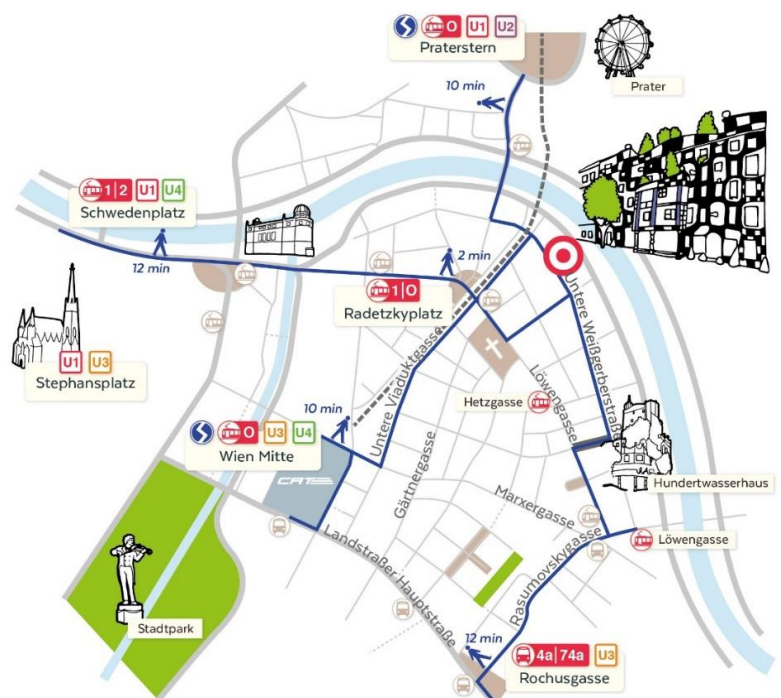 O U1 U2
Praterstern
10 min
Prater
1|2 U1 U4
Schwedenplatz
12 min
2 min
1|O
Radetzkyplatz
Untere Weißgerberstraße
U1 U3
Stephansplatz
Untere Viaduktgasse
Löwengasse
Hetzgasse
10 min
O U3 U4
Wien Mitte
CAT
Gärtnergasse
Hundertwasserhaus
Marxergasse
Löwengasse
Landstraßer Hauptstraße
Rasumovskygasse
Stadtpark
12 min
4a|74a U3
Rochusgasse